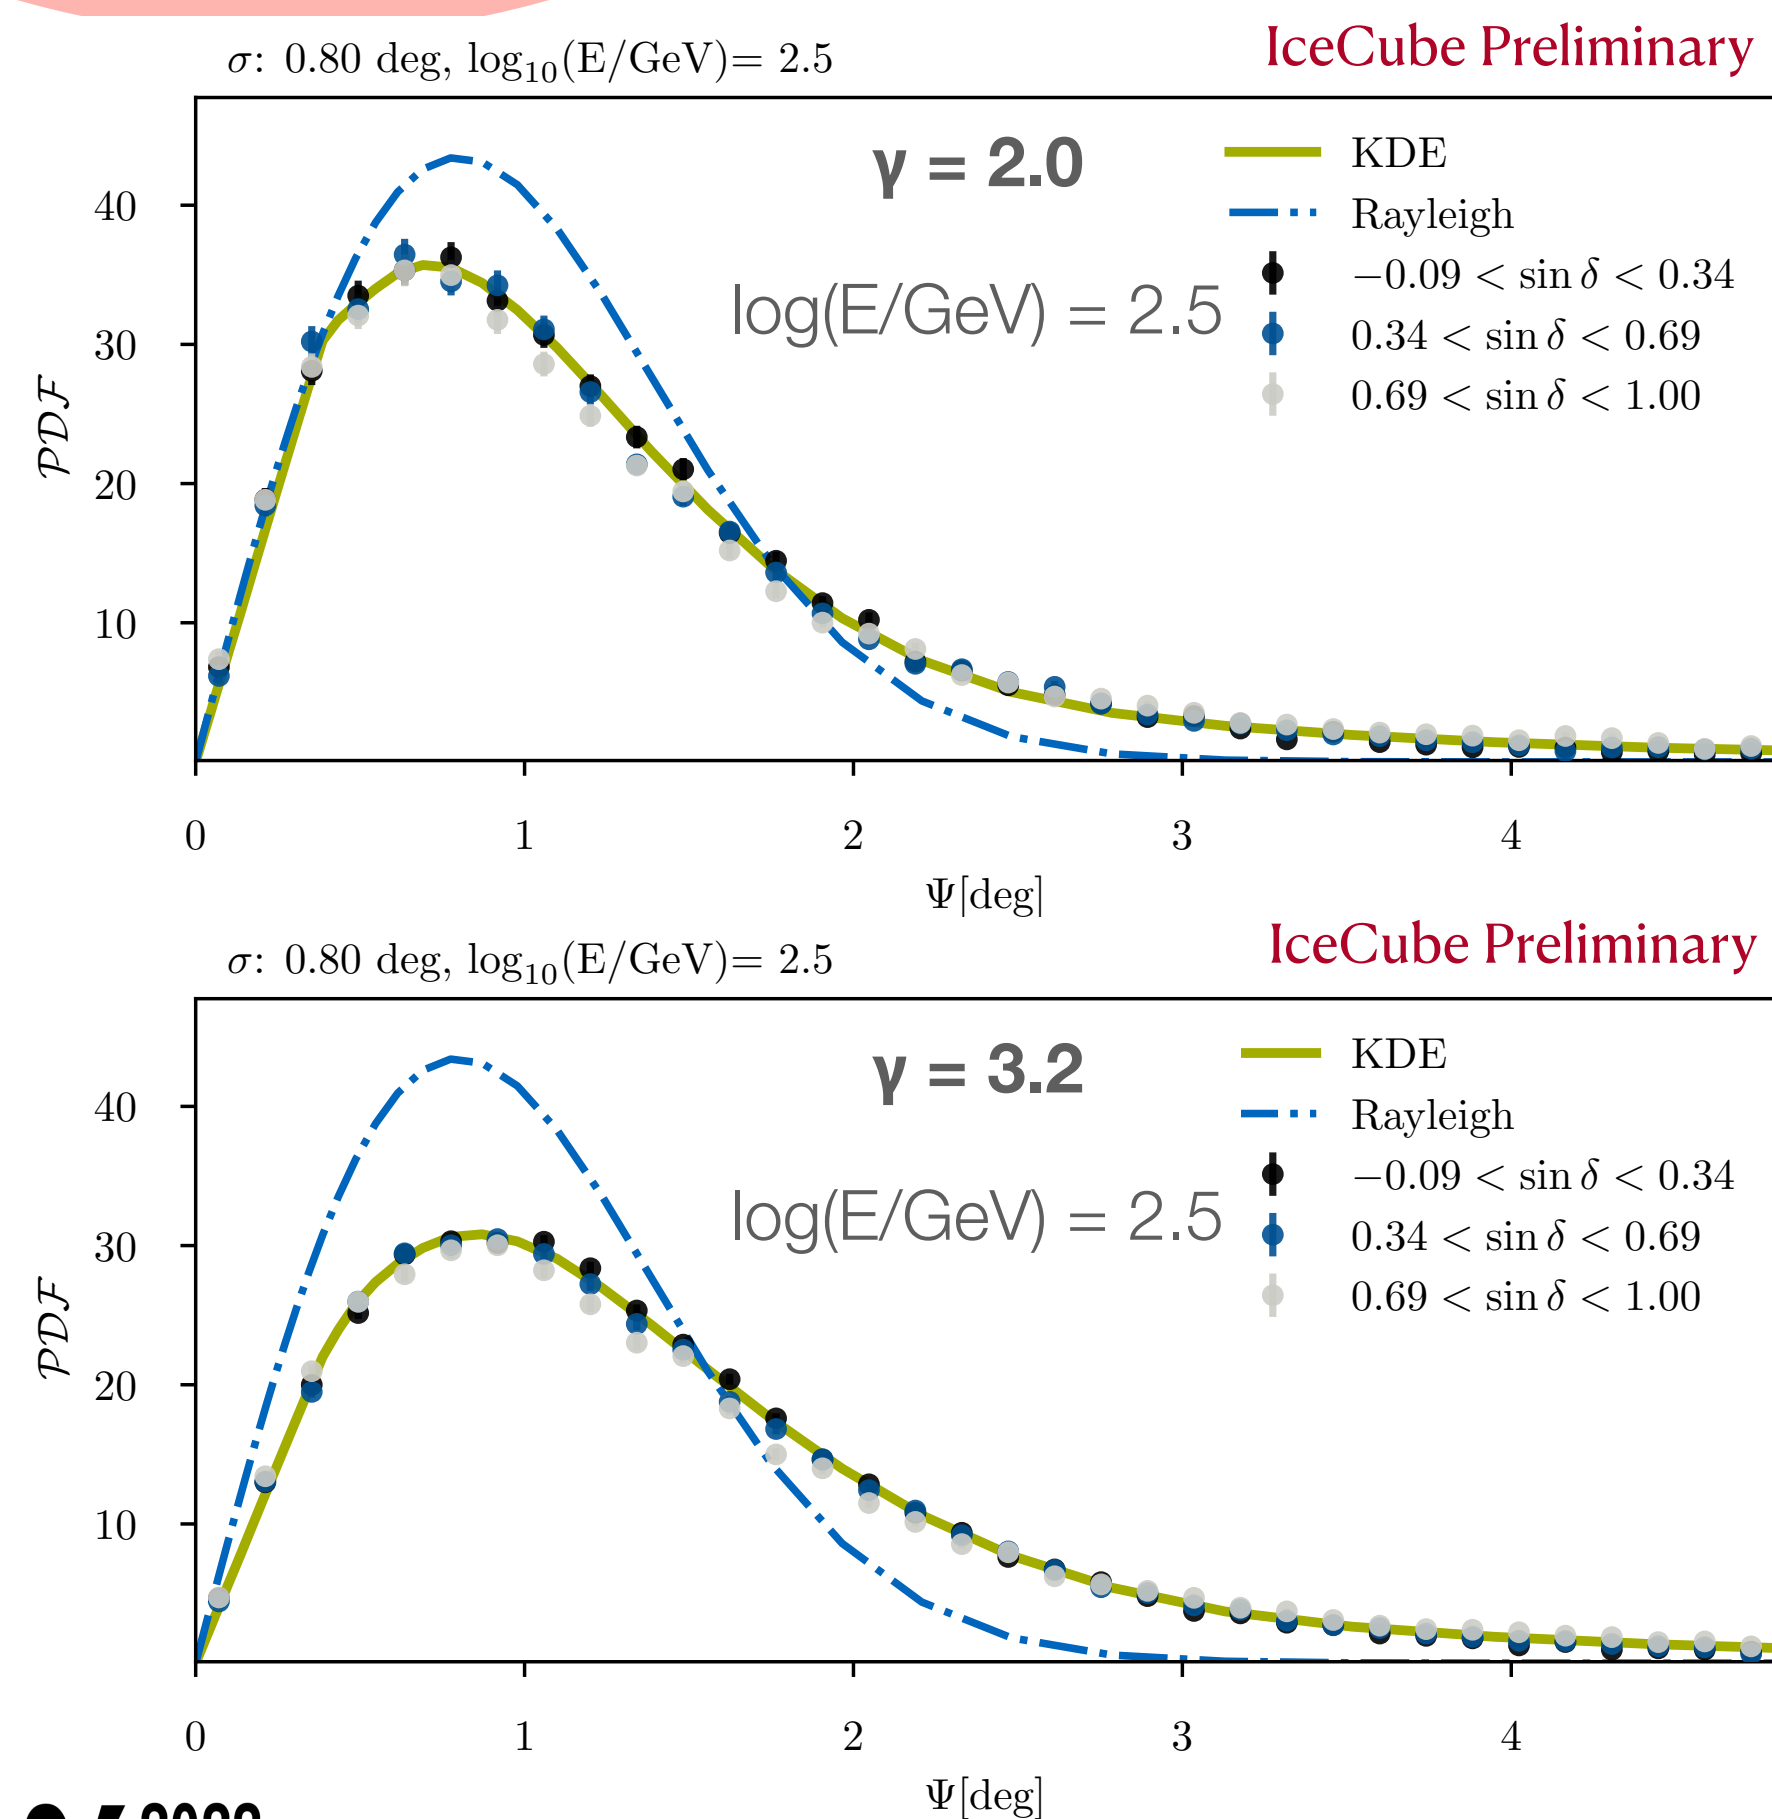 σ: 0.80 deg, log₁₀(E/GeV)= 2.5
IceCube Preliminary
γ = 2.0
log(E/GeV) = 2.5
KDE
Rayleigh
−0.09 < sin δ < 0.34
0.34 < sin δ < 0.69
0.69 < sin δ < 1.00
PDF
40
30
20
10
0 1 2 3 4
Ψ[deg]
σ: 0.80 deg, log₁₀(E/GeV)= 2.5
IceCube Preliminary
γ = 3.2
log(E/GeV) = 2.5
KDE
Rayleigh
−0.09 < sin δ < 0.34
0.34 < sin δ < 0.69
0.69 < sin δ < 1.00
PDF
40
30
20
10
0 1 2 3 4
Ψ[deg]